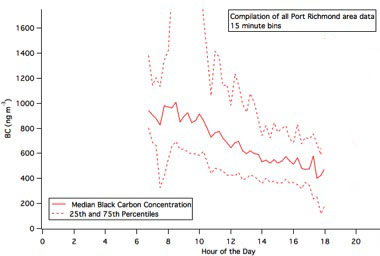 Compilation of all Port Richmond area data
15 minute bins
1600
1400
1200
1000
800
600
400
200
0
BC (ng m⁻³)
Median Black Carbon Concentration
25th and 75th Percentiles
0 2 4 6 8 10 12 14 16 18 20
Hour of the Day